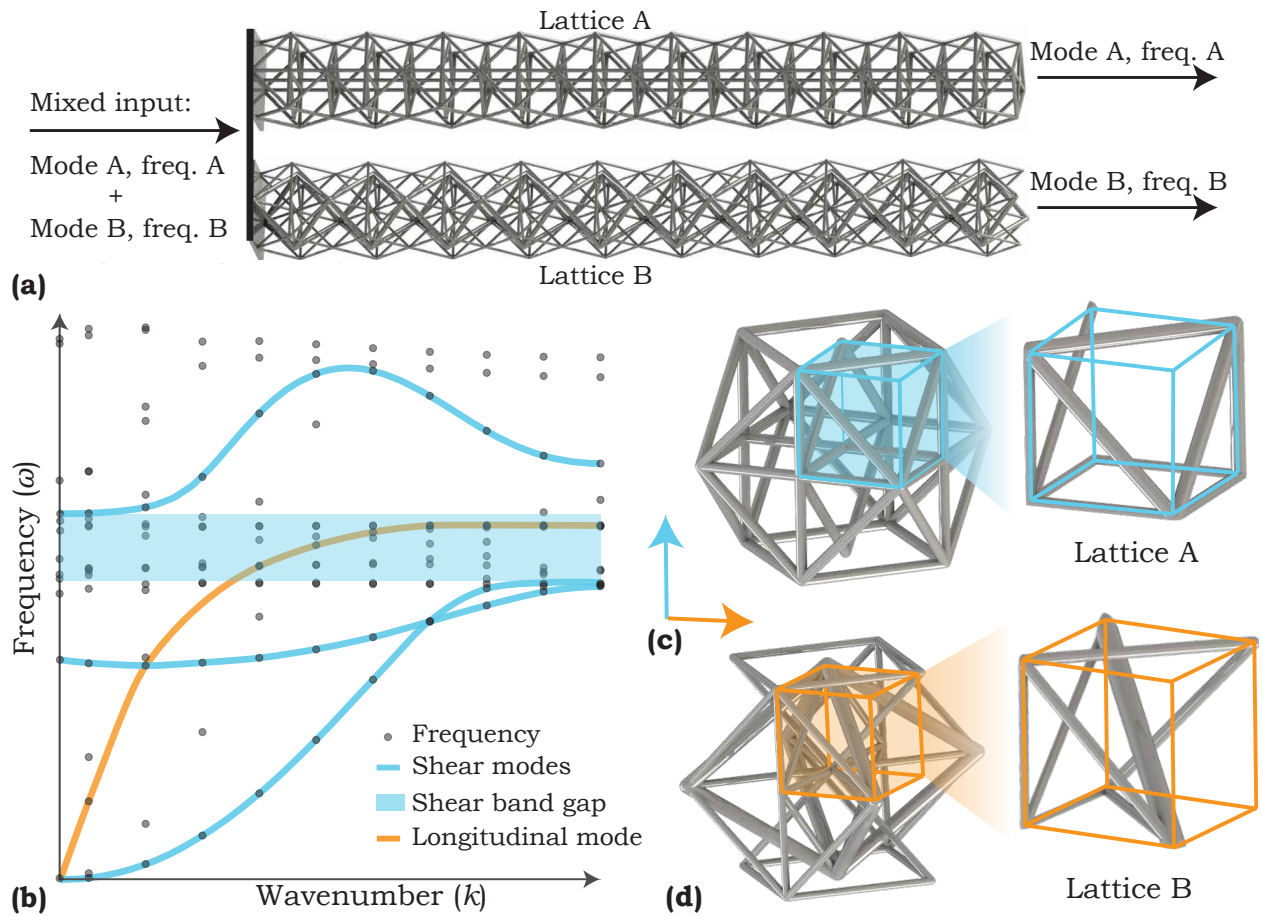 Lattice A
Mode A, freq. A
Mixed input:
Mode A, freq. A
+
Mode B, freq. B
Mode B, freq. B
Lattice B
(a)
Frequency (ω)
Frequency
Shear modes
Shear band gap
Longitudinal mode
Wavenumber (k)
(b)
Lattice A
(c)
Lattice B
(d)